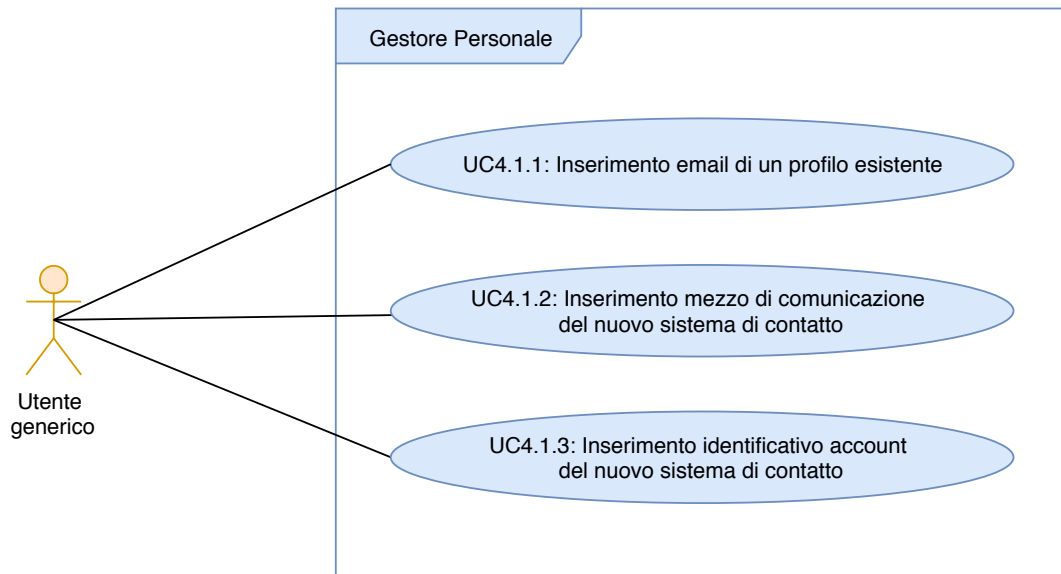 Gestore Personale
UC4.1.1: Inserimento email di un profilo esistente
UC4.1.2: Inserimento mezzo di comunicazione
del nuovo sistema di contatto
Utente
generico
UC4.1.3: Inserimento identificativo account
del nuovo sistema di contatto